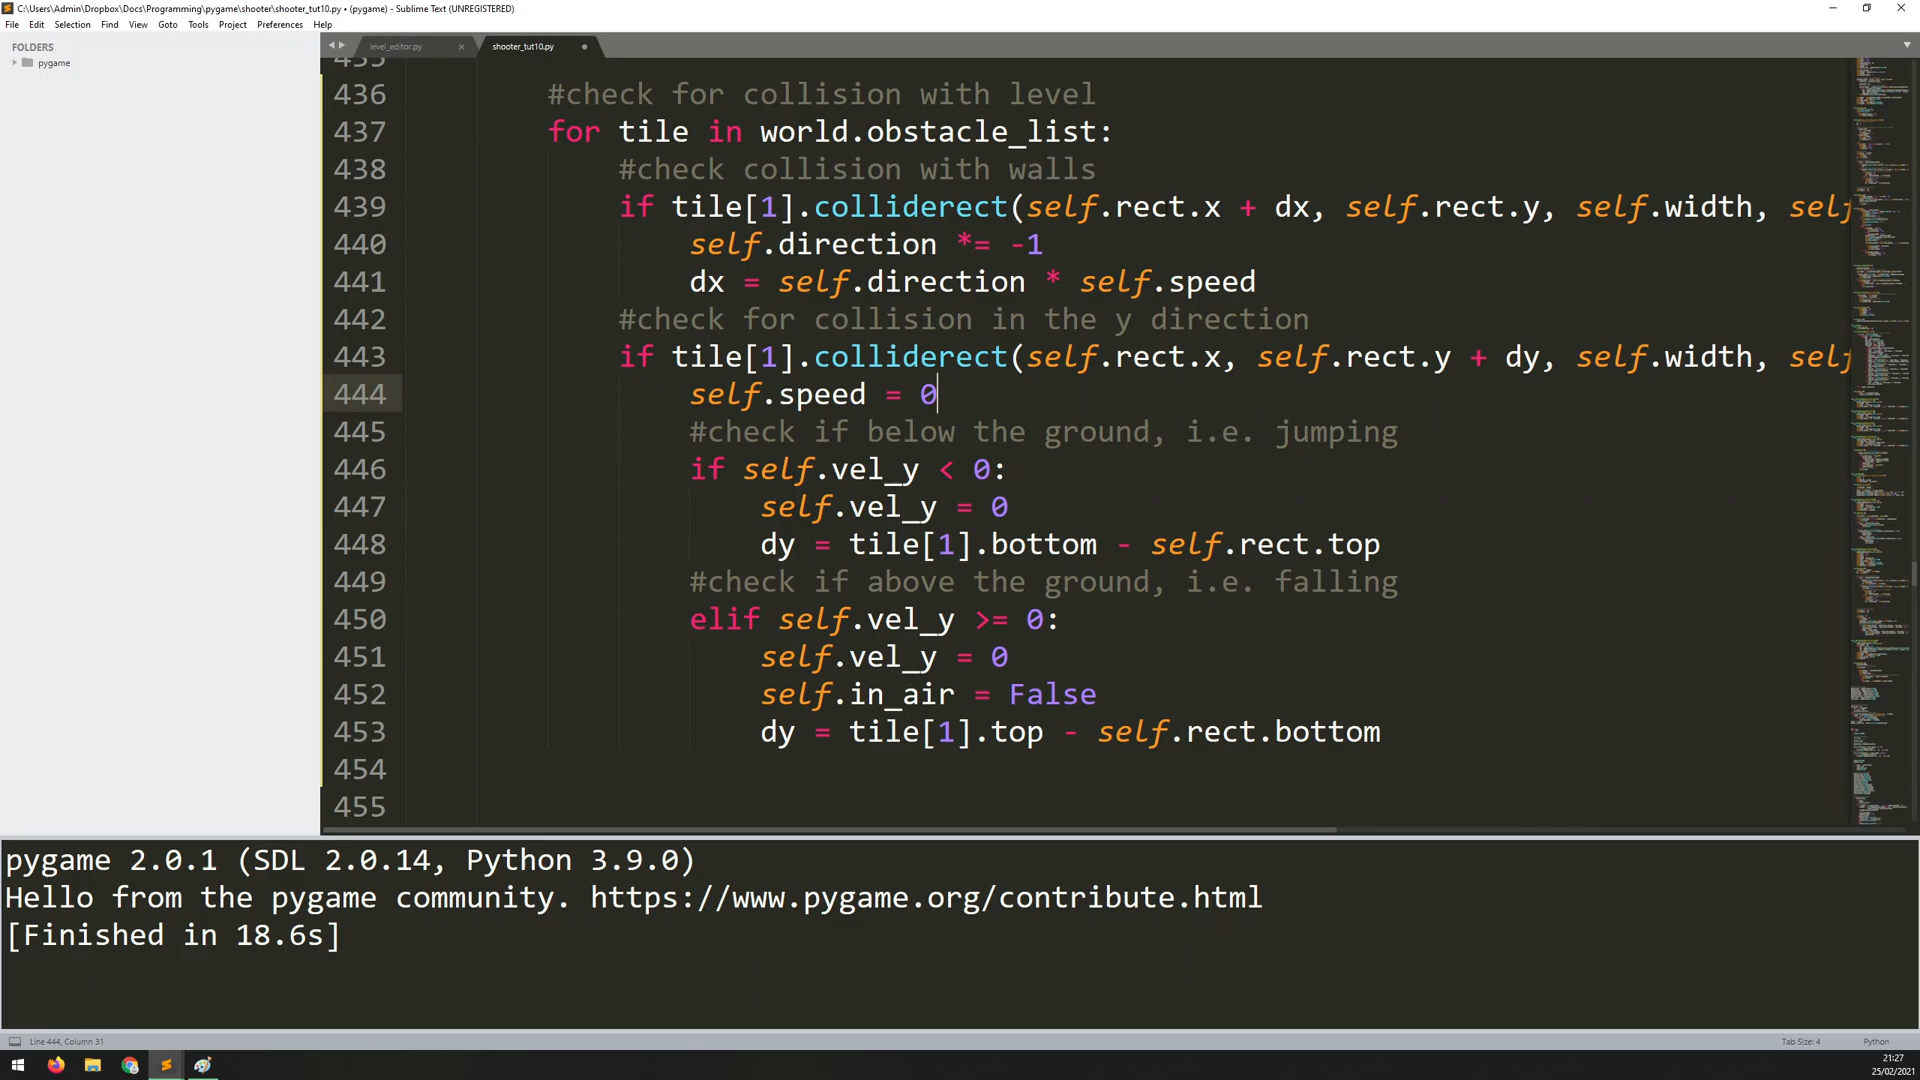 C:\Users\Admin\Dropbox\Docs\Programming\pygame\shooter\shooter_tut10.py • (pygame) - Sublime Text (UNREGISTERED)
File Edit Selection Find View Goto Tools Project Preferences Help
FOLDERS
pygame
level_editor.py
shooter_tut10.py
435
436 #check for collision with level
437 for tile in world.obstacle_list:
438 #check collision with walls
439 if tile[1].colliderect(self.rect.x + dx, self.rect.y, self.width, self
440 self.direction *= -1
441 dx = self.direction * self.speed
442 #check for collision in the y direction
443 if tile[1].colliderect(self.rect.x, self.rect.y + dy, self.width, self
444 self.speed = 0
445 #check if below the ground, i.e. jumping
446 if self.vel_y < 0:
447 self.vel_y = 0
448 dy = tile[1].bottom - self.rect.top
449 #check if above the ground, i.e. falling
450 elif self.vel_y >= 0:
451 self.vel_y = 0
452 self.in_air = False
453 dy = tile[1].top - self.rect.bottom
454
455
pygame 2.0.1 (SDL 2.0.14, Python 3.9.0)
Hello from the pygame community. https://www.pygame.org/contribute.html
[Finished in 18.6s]
Line 444, Column 31
Tab Size: 4
Python
21:27
25/02/2021